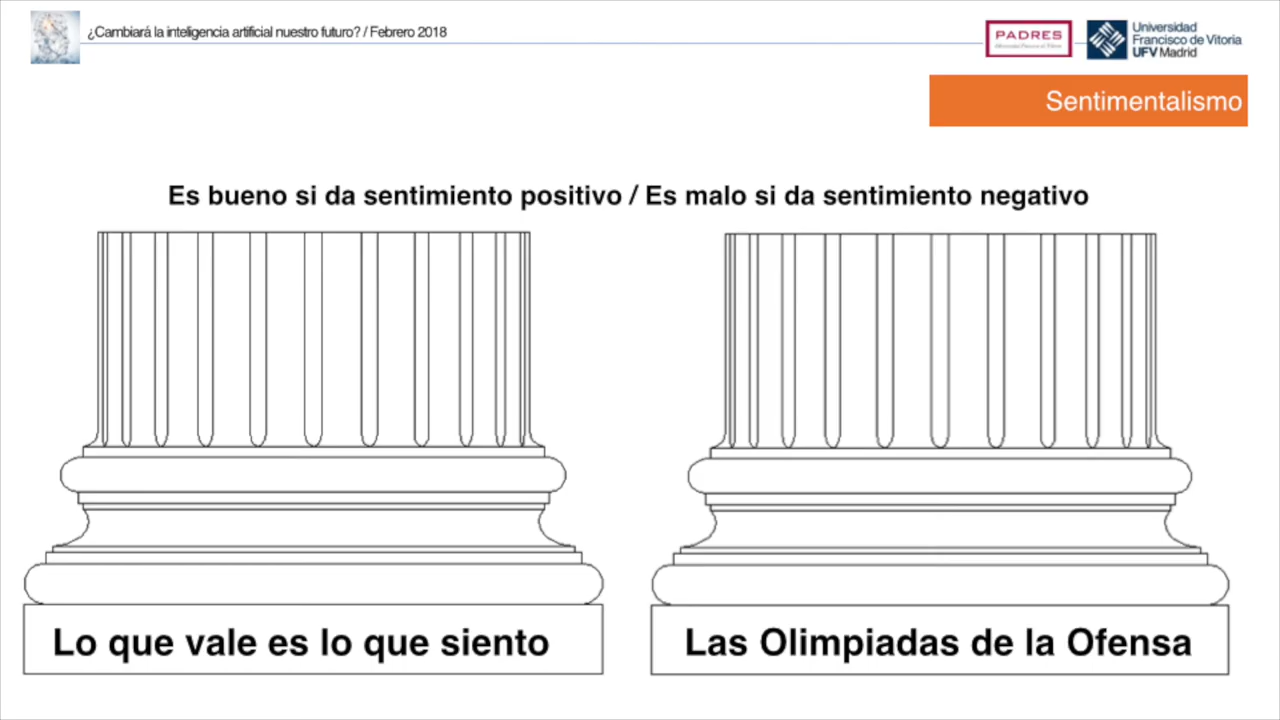 ¿Cambiará la inteligencia artificial nuestro futuro? / Febrero 2018
PADRES
Universidad
Francisco de Vitoria
UFV Madrid
Sentimentalismo
Es bueno si da sentimiento positivo / Es malo si da sentimiento negativo
Lo que vale es lo que siento
Las Olimpiadas de la Ofensa